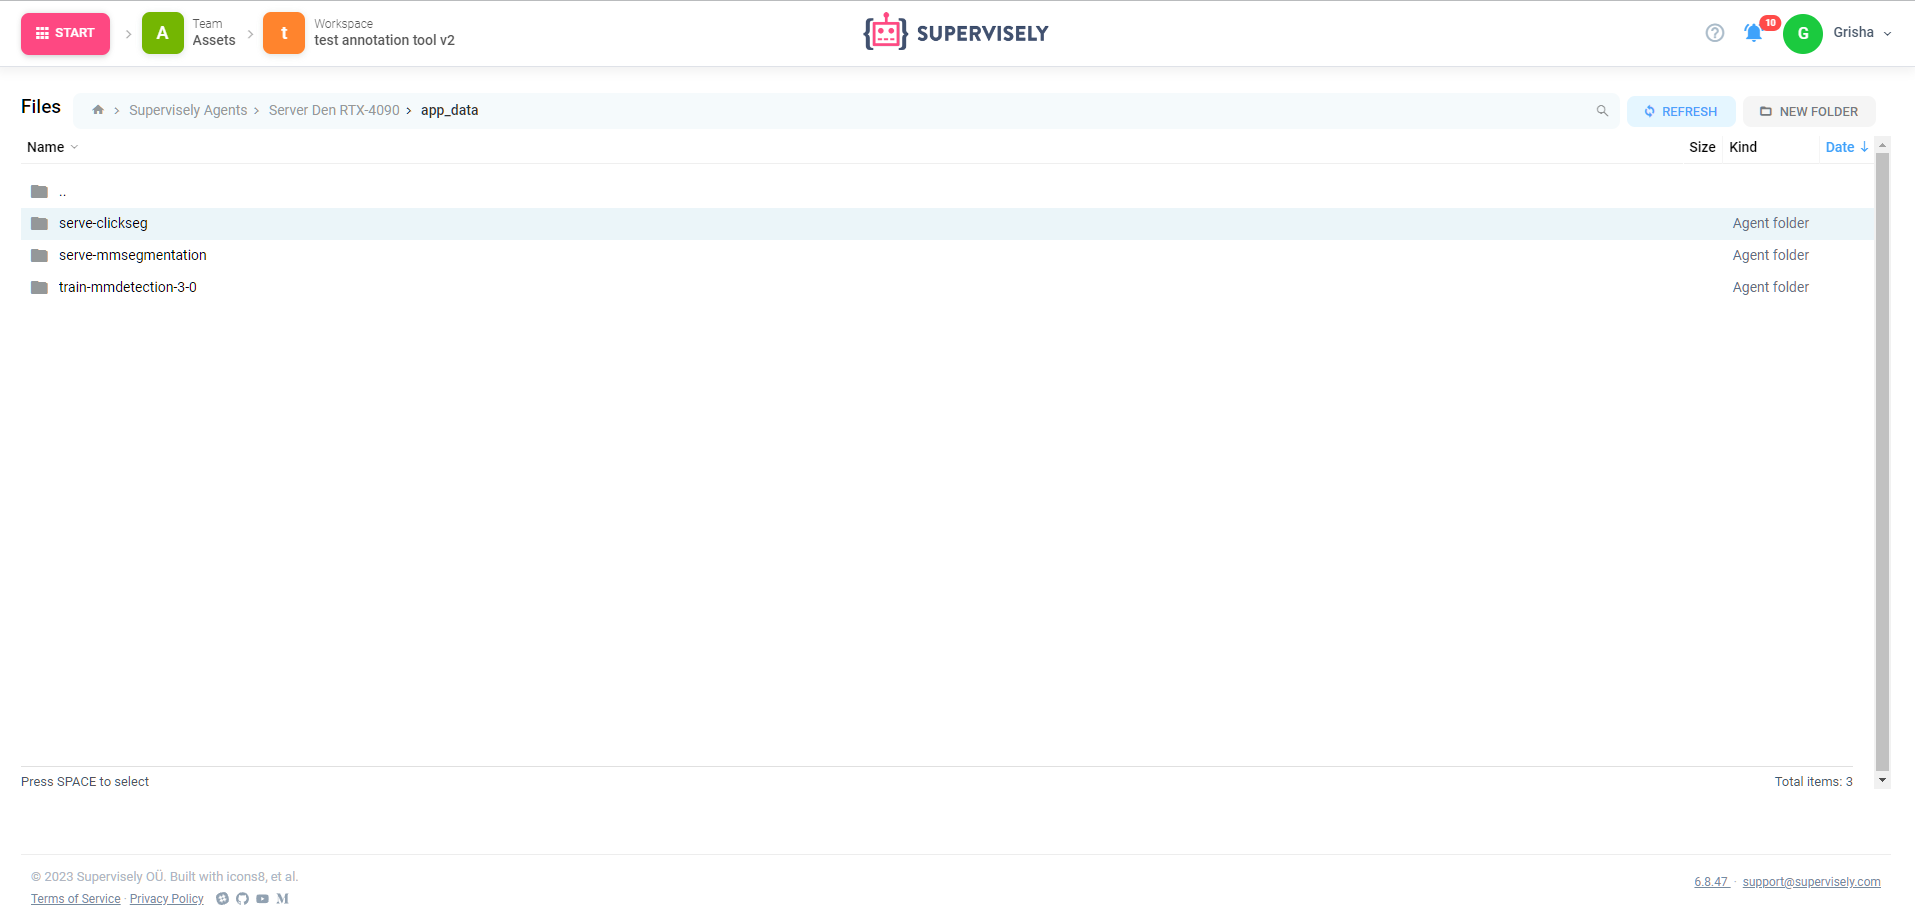 START
A
Team
Assets
t
Workspace
test annotation tool v2
SUPERVISELY
10
G
Grisha
Files
Supervisely Agents
Server Den RTX-4090
app_data
REFRESH
NEW FOLDER
Name
Size
Kind
Date
..
serve-clickseg
Agent folder
serve-mmsegmentation
Agent folder
train-mmdetection-3-0
Agent folder
Press SPACE to select
Total items: 3
© 2023 Supervisely OÜ. Built with icons8, et al.
Terms of Service · Privacy Policy
6.8.47 · support@supervisely.com